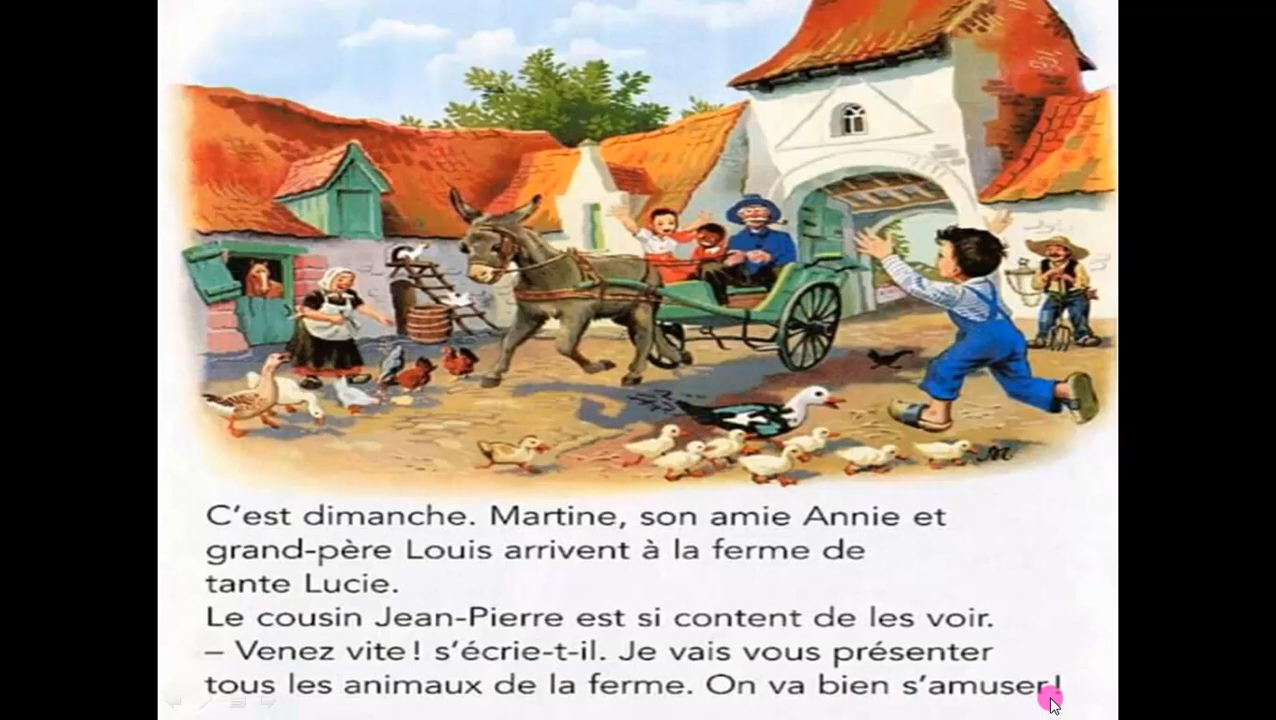 C'est dimanche. Martine, son amie Annie et
grand-père Louis arrivent à la ferme de
tante Lucie.
Le cousin Jean-Pierre est si content de les voir.
– Venez vite ! s'écrie-t-il. Je vais vous présenter
tous les animaux de la ferme. On va bien s'amuser !